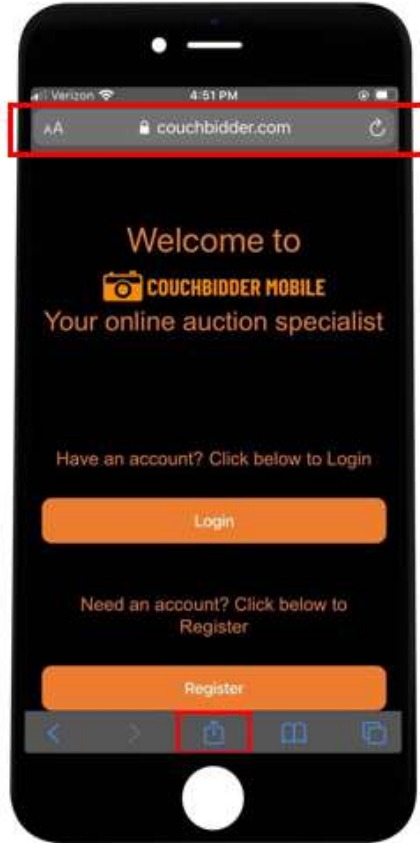 Verizon 4:51 PM
AA couchbidder.com
Welcome to
COUCHBIDDER MOBILE
Your online auction specialist
Have an account? Click below to Login
Login
Need an account? Click below to
Register
Register